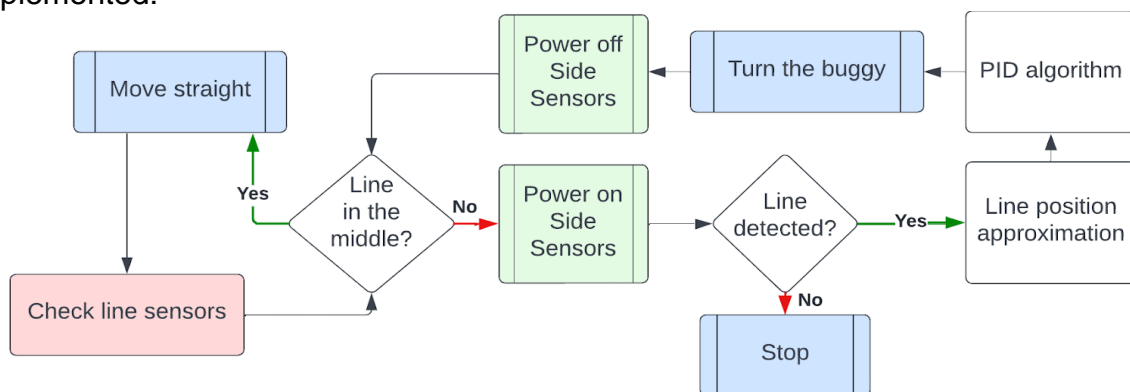 plemented.
Power off
Side
Sensors
Turn the buggy
PID algorithm
Move straight
Line
in the
middle?
Yes
No
Power on
Side
Sensors
Line
detected?
Yes
Line position
approximation
No
Check line sensors
Stop